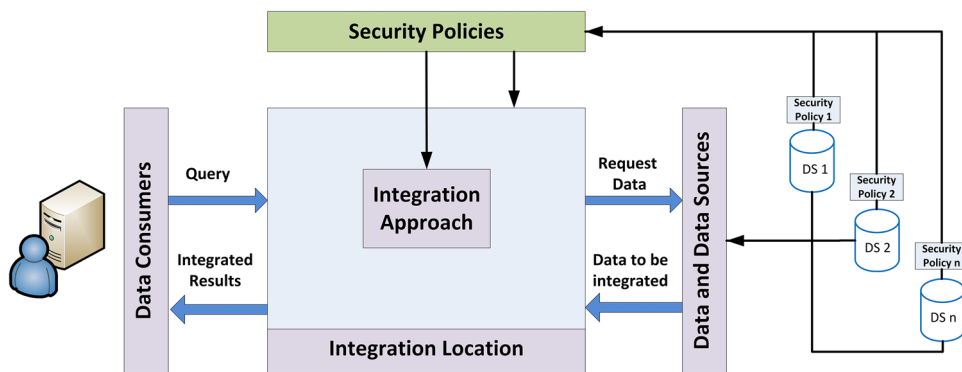 Security Policies
Data Consumers
Query
Integrated
Results
Integration
Approach
Integration Location
Request
Data
Data to be
integrated
Data and Data Sources
Security
Policy 1
DS 1
Security
Policy 2
DS 2
Security
Policy n
DS n